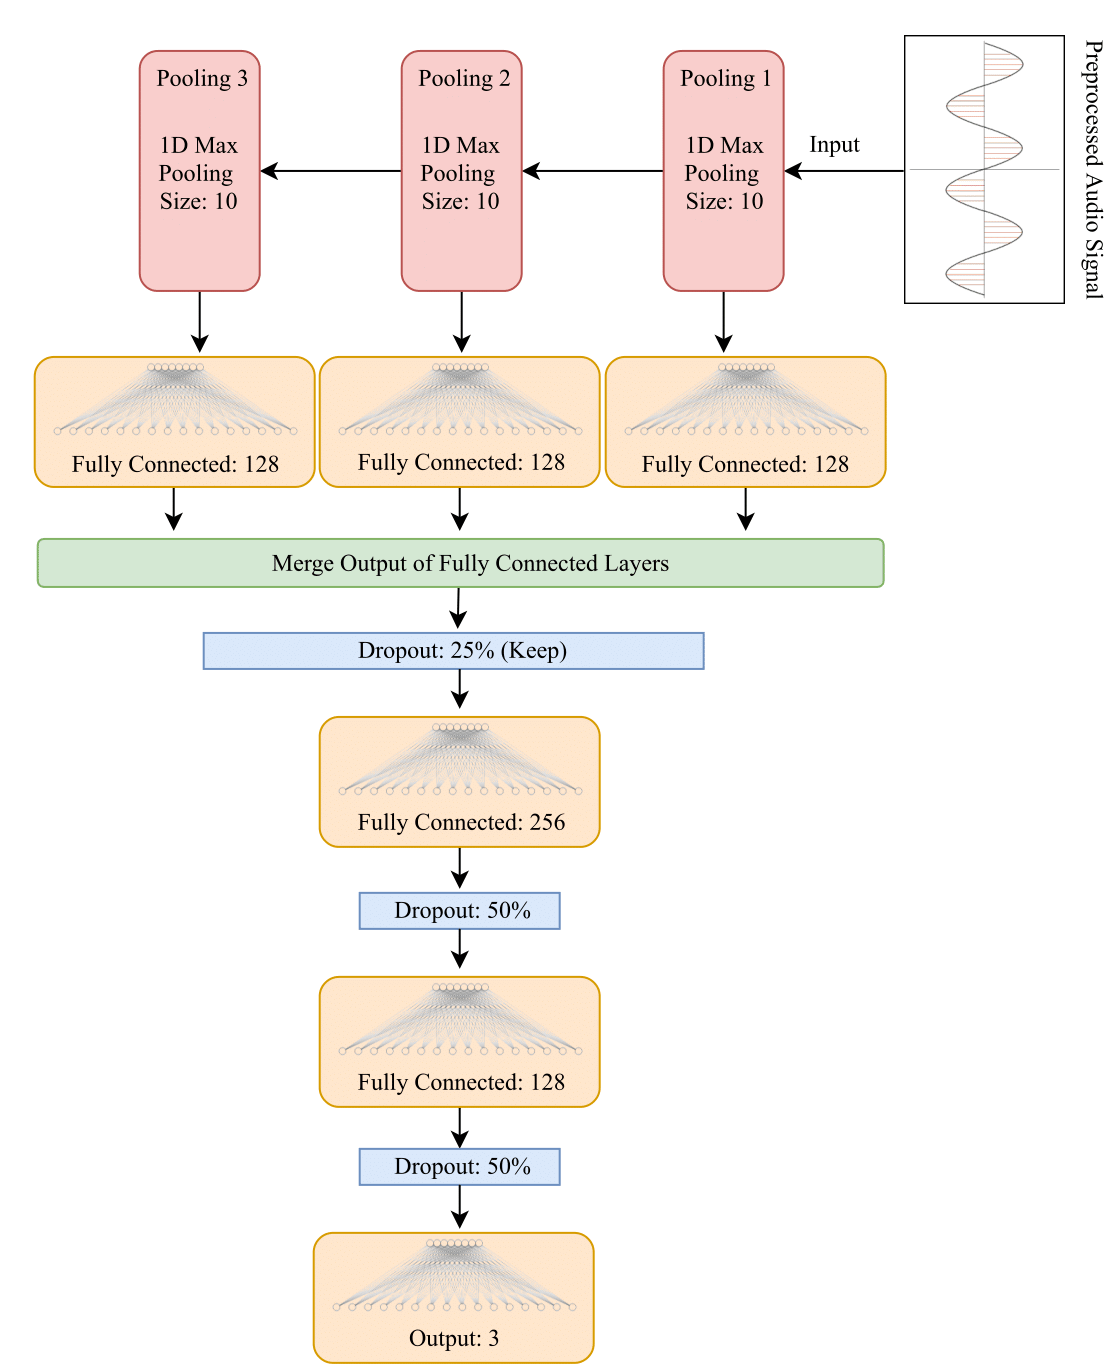 Pooling 3
1D Max
Pooling
Size: 10
Pooling 2
1D Max
Pooling
Size: 10
Pooling 1
1D Max
Pooling
Size: 10
Input
Preprocessed Audio Signal
Fully Connected: 128
Fully Connected: 128
Fully Connected: 128
Merge Output of Fully Connected Layers
Dropout: 25% (Keep)
Fully Connected: 256
Dropout: 50%
Fully Connected: 128
Dropout: 50%
Output: 3